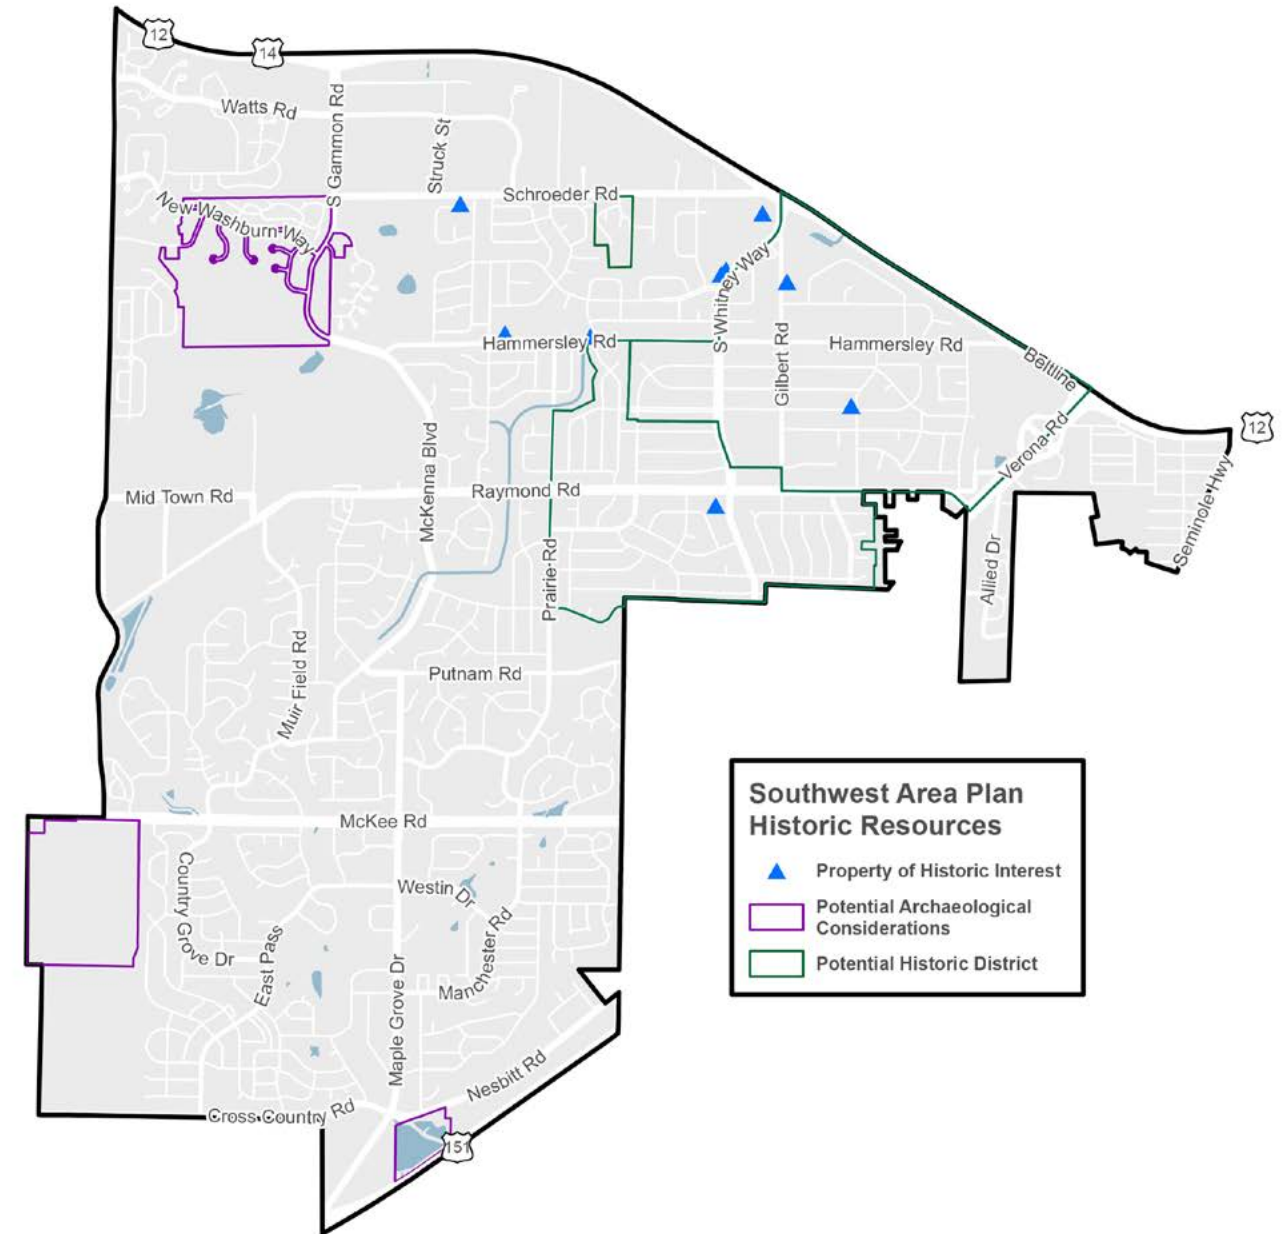 12
14
Watts Rd
S Gammon Rd
Struck St
Schroeder Rd
New Washburn Way
S Whitney Way
Hammersley Rd
Gilbert Rd
Hammersley Rd
Beltline
12
McKenna Blvd
Verona Rd
Seminole Hwy
Mid Town Rd
Raymond Rd
Prairie Rd
Allied Dr
Muir Field Rd
Putnam Rd
McKee Rd
Country Grove Dr
Westin Dr
East Pass
Manchester Rd
Maple Grove Dr
Nesbitt Rd
Cross Country Rd
151
Southwest Area Plan
Historic Resources
Property of Historic Interest
Potential Archaeological
Considerations
Potential Historic District